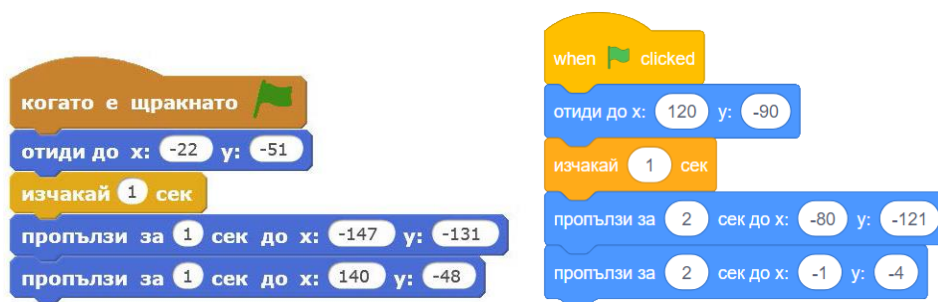 когато е щракнато
отиди до x: -22 y: -51
изчакай 1 сек
пропълзи за 1 сек до x: -147 y: -131
пропълзи за 1 сек до x: 140 y: -48
when clicked
отиди до x: 120 y: -90
изчакай 1 сек
пропълзи за 2 сек до x: -80 y: -121
пропълзи за 2 сек до x: -1 y: -4